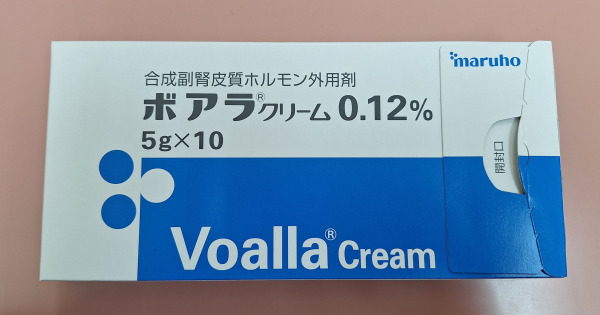 maruho
合成副腎皮質ホルモン外用剤
ボアラ®クリーム 0.12%
5g×10
開封口
Voalla® Cream